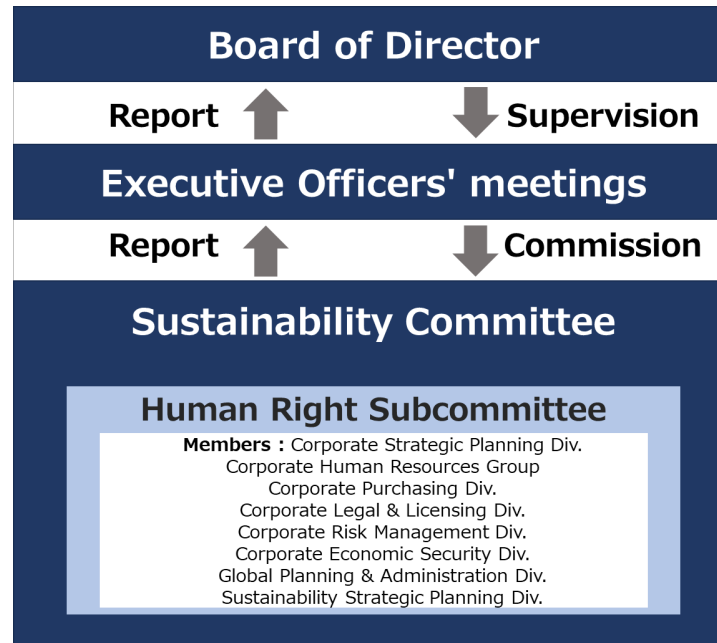 Board of Director
Report Supervision
Executive Officers' meetings
Report Commission
Sustainability Committee
Human Right Subcommittee
Members : Corporate Strategic Planning Div.
Corporate Human Resources Group
Corporate Purchasing Div.
Corporate Legal & Licensing Div.
Corporate Risk Management Div.
Corporate Economic Security Div.
Global Planning & Administration Div.
Sustainability Strategic Planning Div.